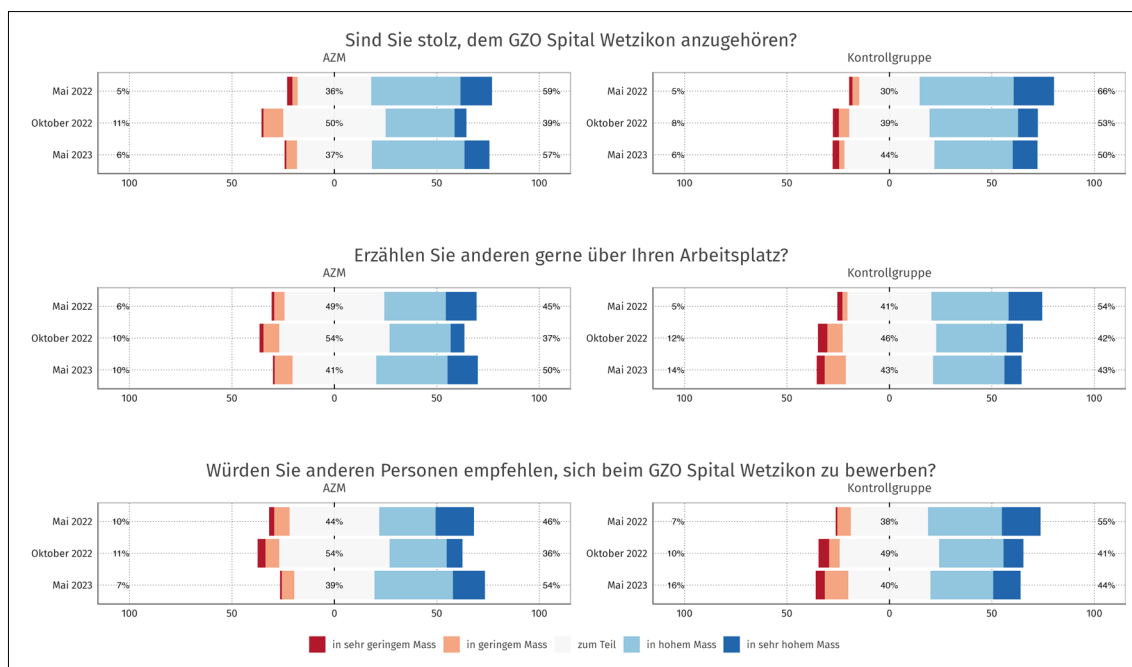 Sind Sie stolz, dem GZO Spital Wetzikon anzugehören?
AZM Kontrollgruppe
Mai 2022 5% 36% 59% 5% 30% 66%
Oktober 2022 11% 50% 39% 8% 39% 53%
Mai 2023 6% 37% 57% 6% 44% 50%
100 50 0 50 100 100 50 0 50 100
Erzählen Sie anderen gerne über Ihren Arbeitsplatz?
AZM Kontrollgruppe
Mai 2022 6% 49% 45% Mai 2022 5% 41% 54%
Oktober 2022 10% 54% 37% Oktober 2022 12% 46% 42%
Mai 2023 10% 41% 50% Mai 2023 14% 43% 43%
100 50 0 50 100 100 50 0 50 100
Würden Sie anderen Personen empfehlen, sich beim GZO Spital Wetzikon zu bewerben?
AZM Kontrollgruppe
Mai 2022 10% 44% 46% Mai 2022 7% 38% 55%
Oktober 2022 11% 54% 36% Oktober 2022 10% 49% 41%
Mai 2023 7% 39% 54% Mai 2023 16% 40% 44%
100 50 0 50 100 100 50 0 50 100
in sehr geringem Mass in geringem Mass zum Teil in hohem Mass in sehr hohem Mass